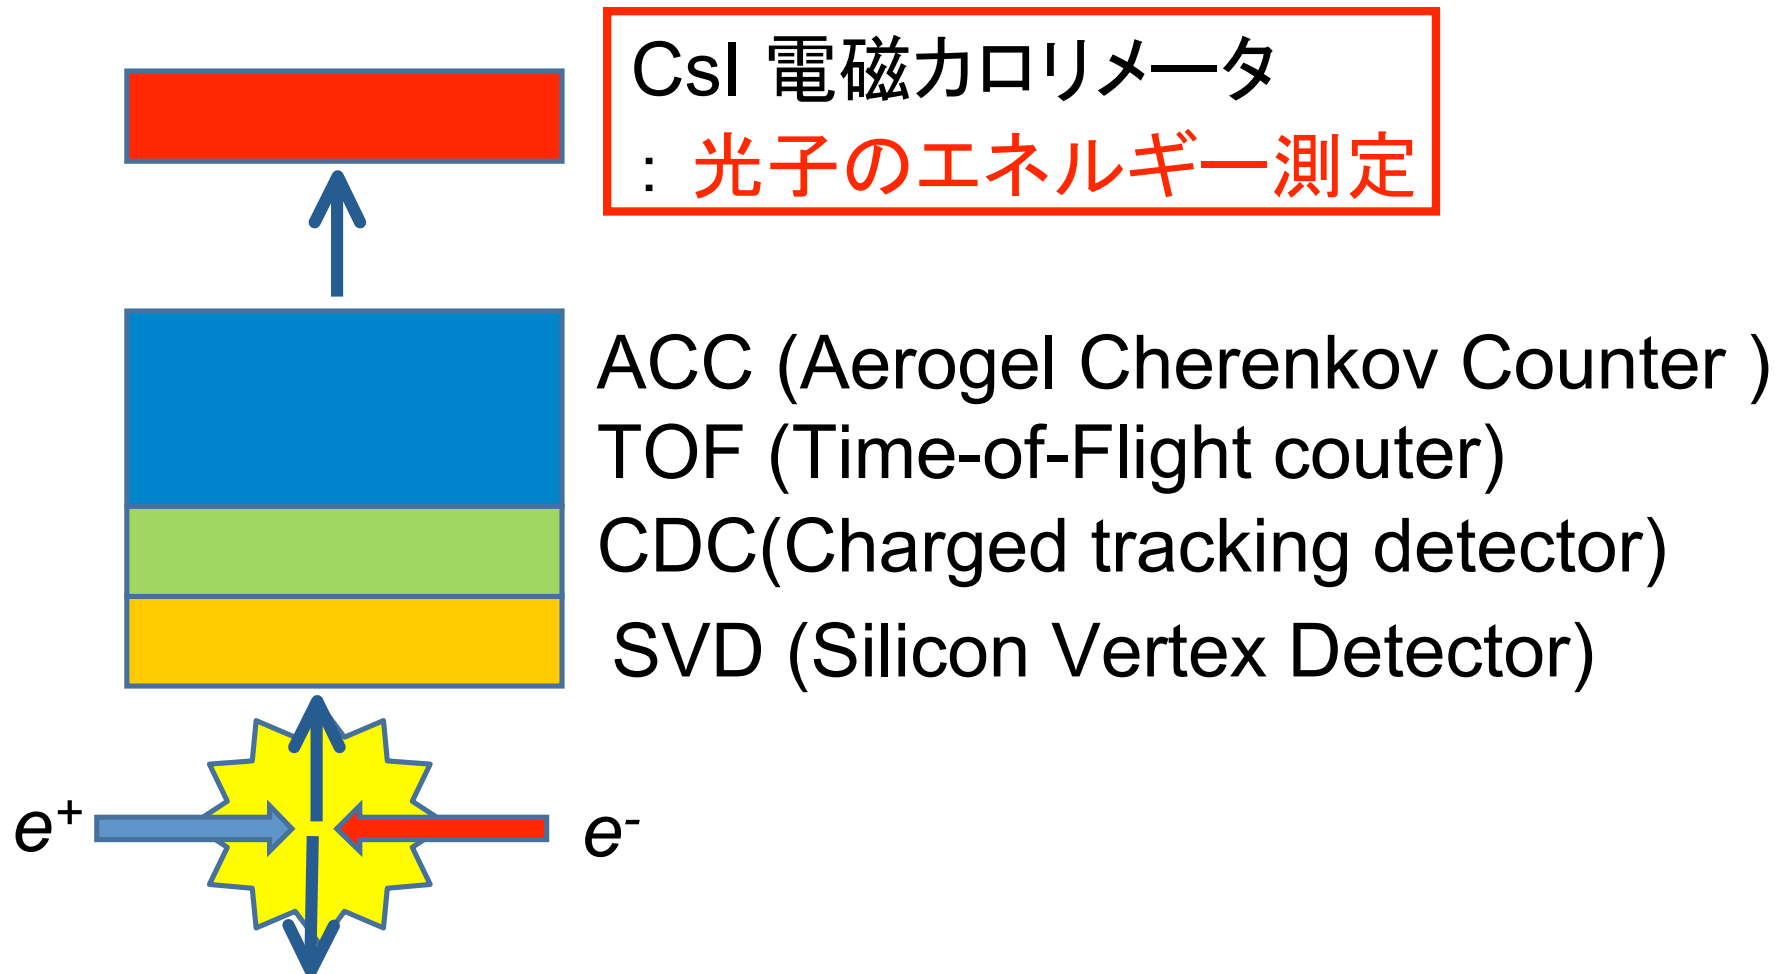 CsI 電磁カロリメータ
: 光子のエネルギー測定
ACC (Aerogel Cherenkov Counter )
TOF (Time-of-Flight couter)
CDC(Charged tracking detector)
SVD (Silicon Vertex Detector)
e+
e-